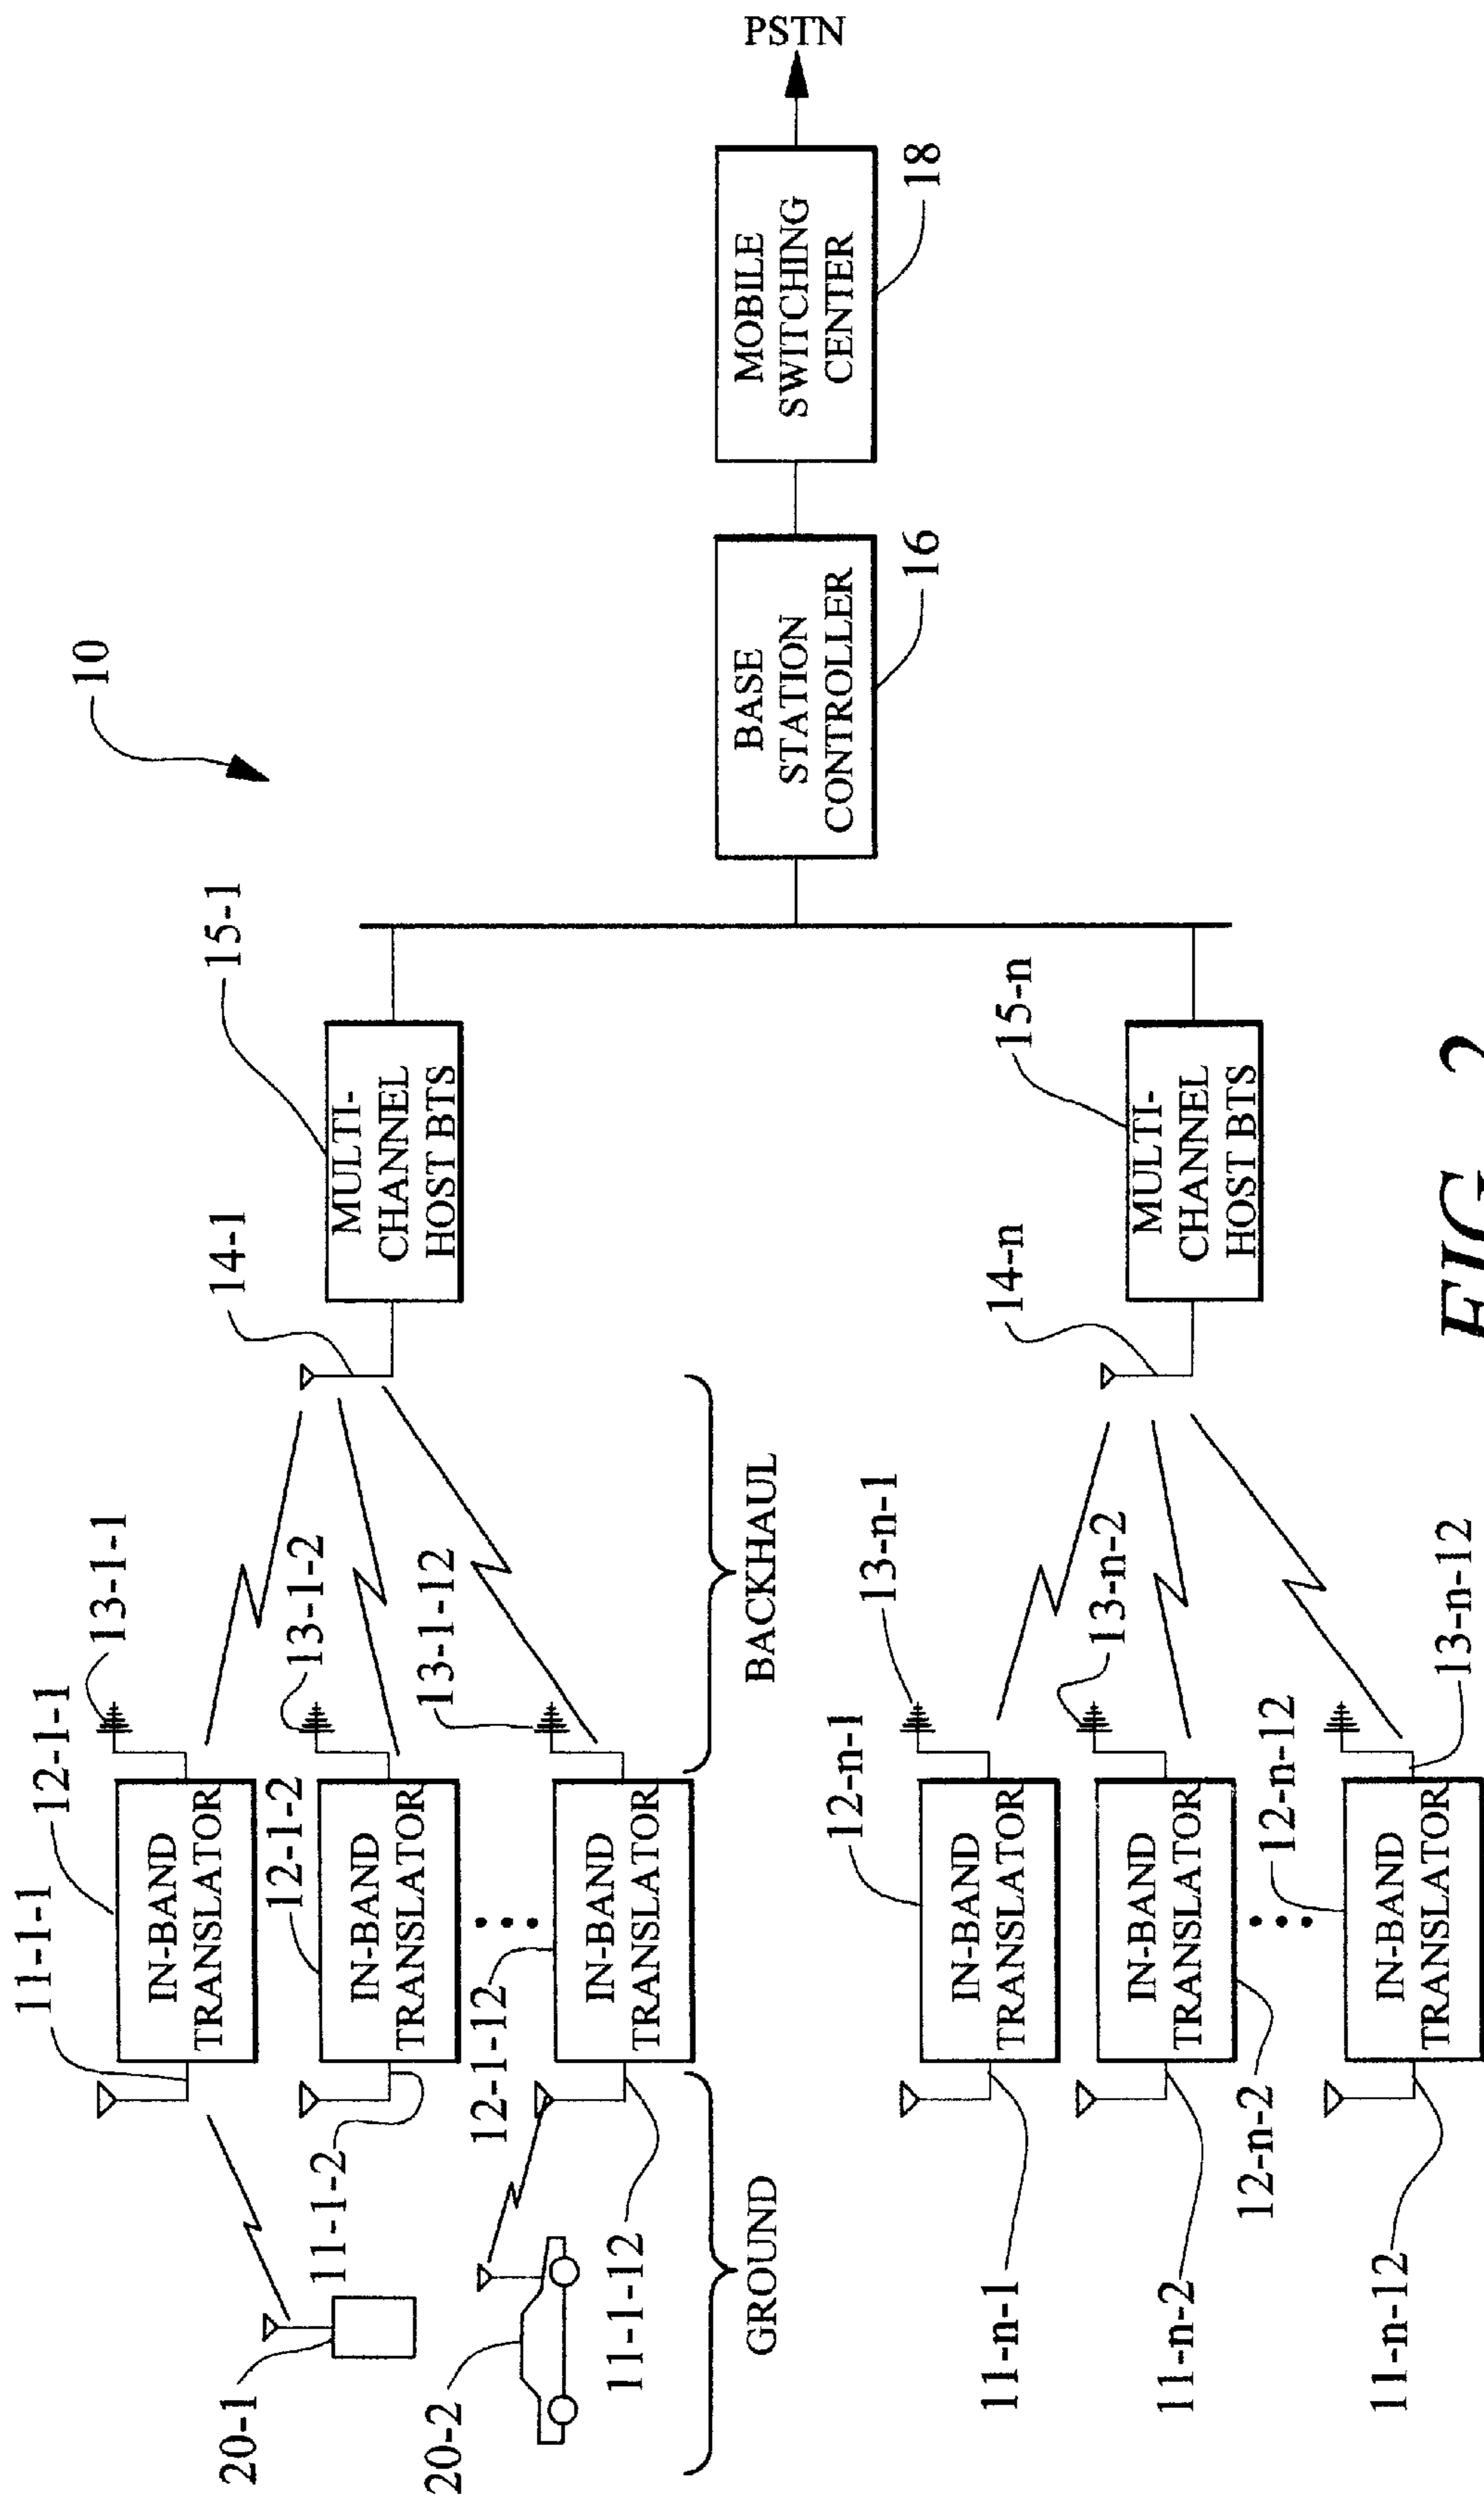 10
11-1-1
12-1-1
13-1-1
IN-BAND
TRANSLATOR
20-1
11-1-2
12-1-2
13-1-2
IN-BAND
TRANSLATOR
20-2
11-1-12
12-1-12
13-1-12
IN-BAND
TRANSLATOR
GROUND
BACKHAUL
14-1
15-1
MULTI-
CHANNEL
HOST BTS
BASE
STATION
CONTROLLER
16
MOBILE
SWITCHING
CENTER
18
PSTN
11-n-1
12-n-1
13-n-1
IN-BAND
TRANSLATOR
11-n-2
12-n-2
13-n-2
IN-BAND
TRANSLATOR
11-n-12
12-n-12
13-n-12
IN-BAND
TRANSLATOR
14-n
15-n
MULTI-
CHANNEL
HOST BTS
FIG. 2